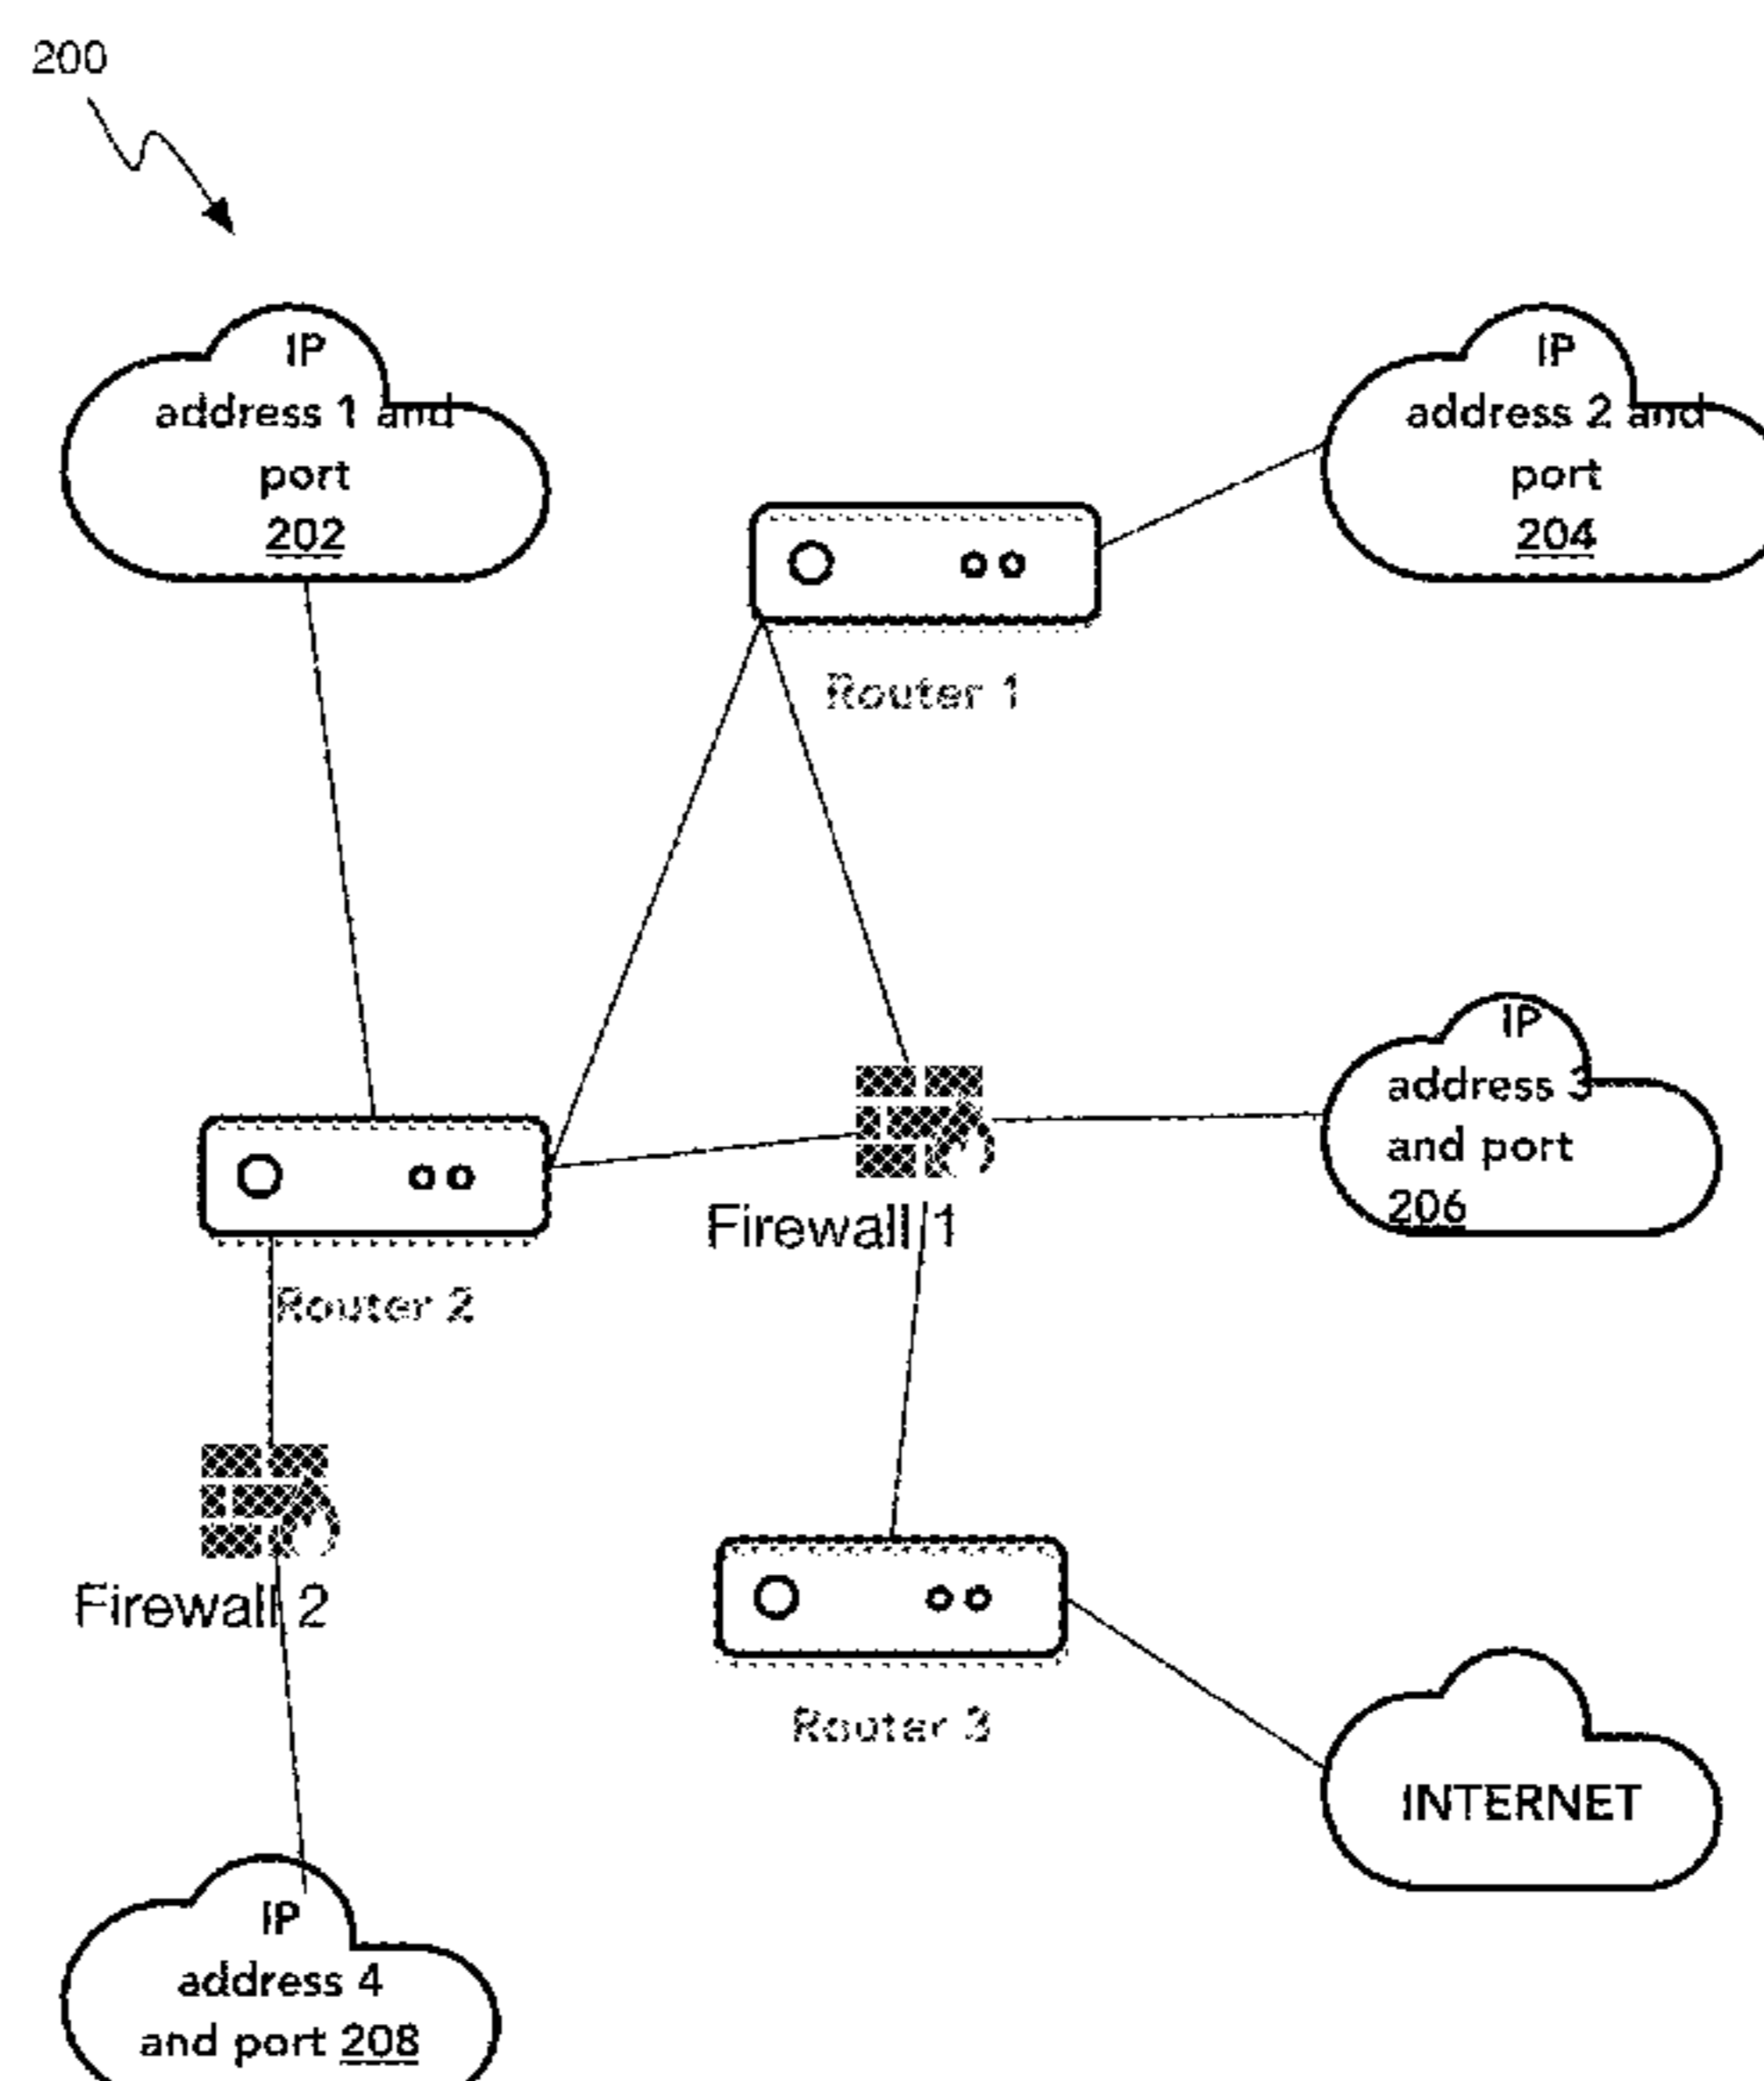 200
IP
address 1 and
port
202
IP
address 2 and
port
204
Router 1
IP
address 3
and port
206
Firewall 1
Router 2
Firewall 2
Router 3
INTERNET
IP
address 4
and port 208